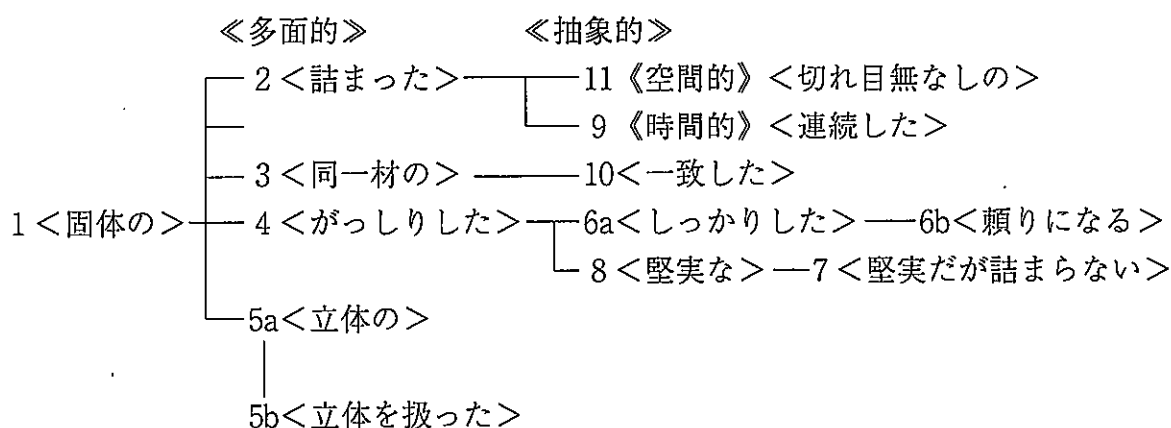 ≪多面的≫ ≪抽象的≫
2<詰まった> 11《空間的》<切れ目無なしの>
9《時間的》<連続した>
3<同一材の> 10<一致した>
1<固体の> 4<がっしりした> 6a<しっかりした> 6b<頼りになる>
8<堅実な> 7<堅実だが詰まらない>
5a<立体の>
5b<立体を扱った>